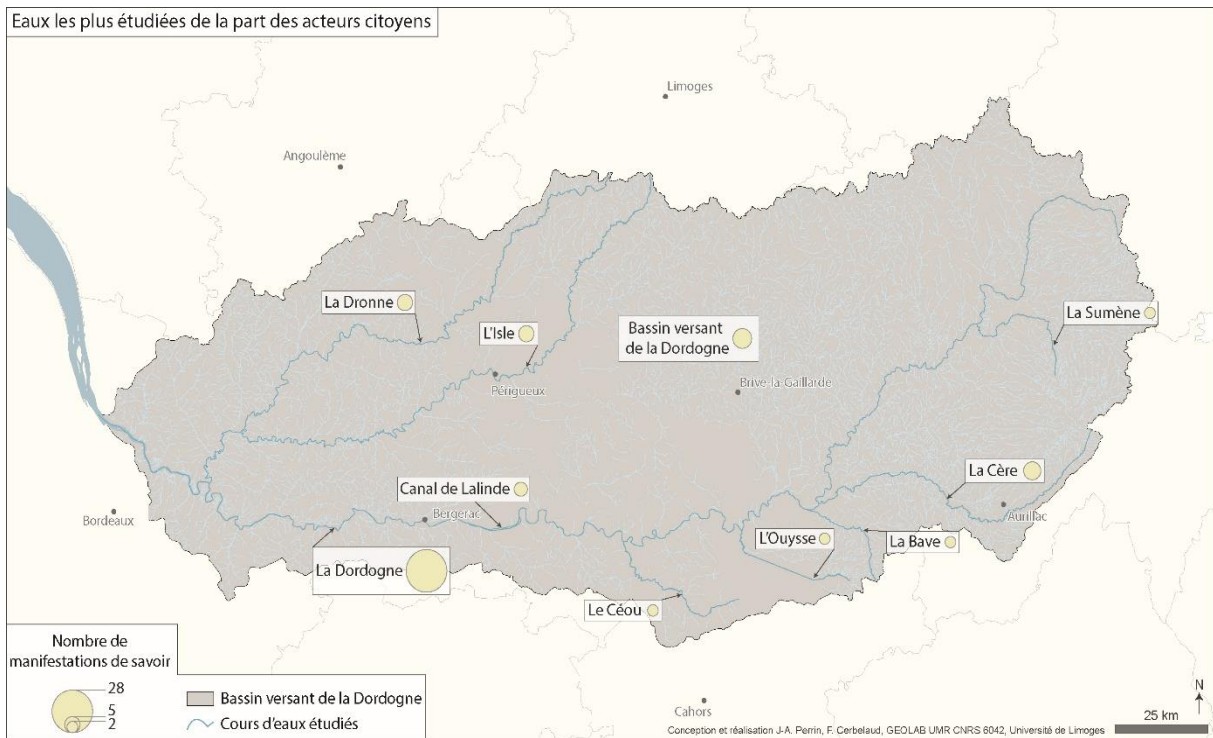 Eaux les plus étudiées de la part des acteurs citoyens
Limoges
Angoulême
La Dronne
L'Isle
Bassin versant
de la Dordogne
La Sumène
Périgueux
Brive-la-Gaillarde
Canal de Lalinde
La Cère
Bordeaux
Bergerac
Aurillac
L'Ouysse
La Bave
La Dordogne
Le Céou
Nombre de
manifestations de savoir
28
5
2
Bassin versant de la Dordogne
Cours d'eaux étudiés
Cahors
N
25 km
Conception et réalisation J-A. Perrin, F. Cerbelaud, GEOLAB UMR CNRS 6042, Université de Limoges